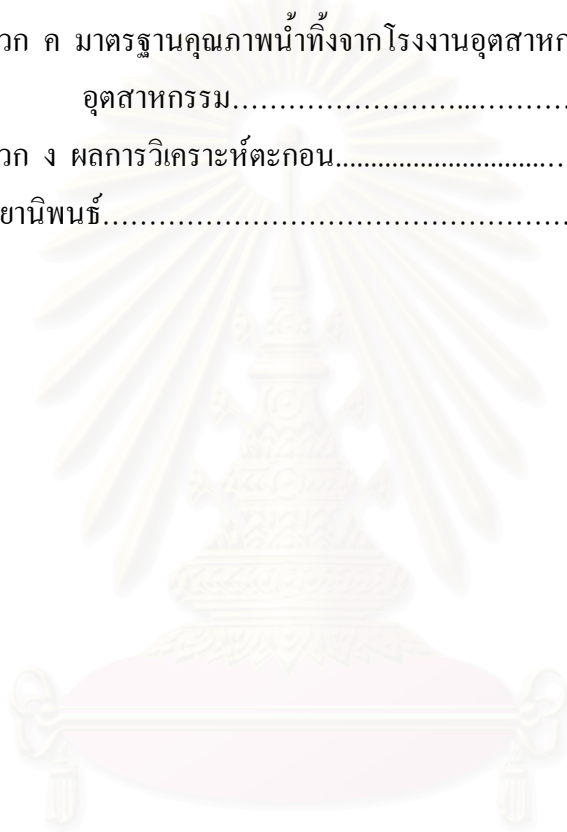 วก ค มาตรฐานคุณภาพน้ำทิ้งจากโรงงานอุตสาหก
อุตสาหกรรม……………………...………
วก ง ผลการวิเคราะห์ตะกอน............................…
ยานิพนธ์…………………………………………